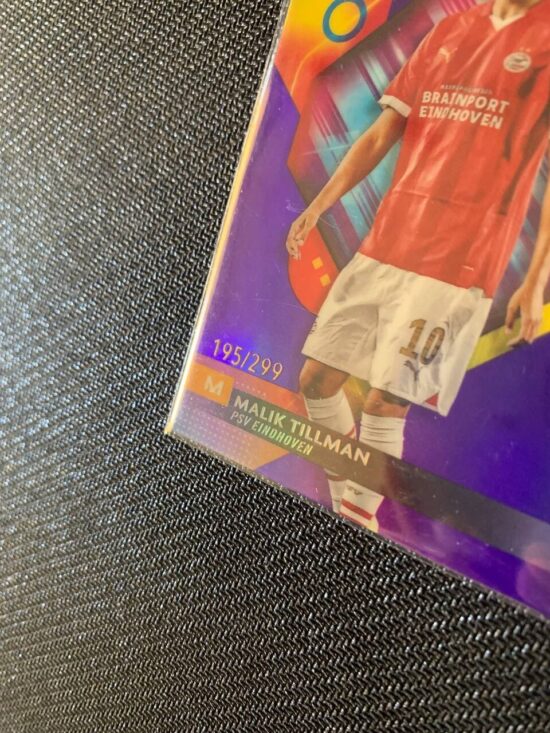 BRAINPORT
EINDHOVEN
10
195/299
M
MALIK TILLMAN
PSV EINDHOVEN